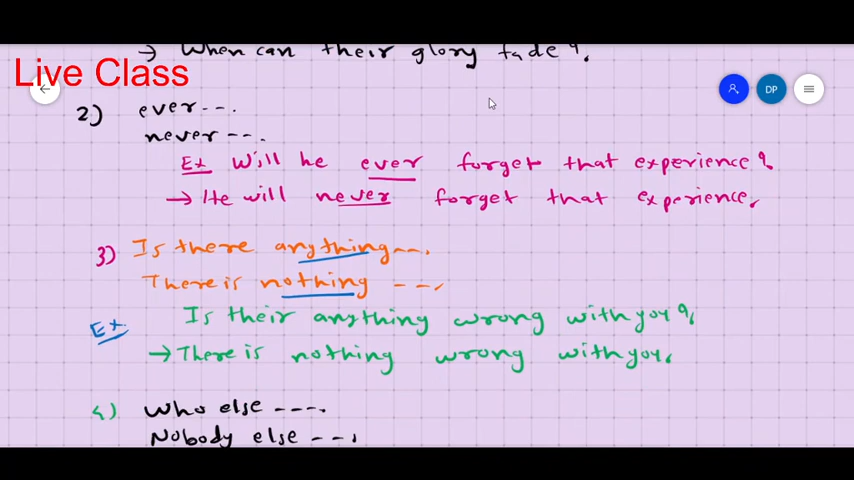 → When can their glory fade?
Live Class
DP
2) ever---.
never---.
Ex Will he ever forget that experience?
→ He will never forget that experience.
3) Is there anything---.
There is nothing ---.
Ex. Is their anything wrong with you?
→ There is nothing wrong with you.
4) Who else ----.
Nobody else ---.